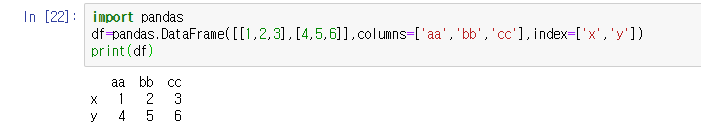 In [22]:
import pandas
df=pandas.DataFrame([[1,2,3],[4,5,6]],columns=['aa','bb','cc'],index=['x','y'])
print(df)
aa bb cc
x 1 2 3
y 4 5 6